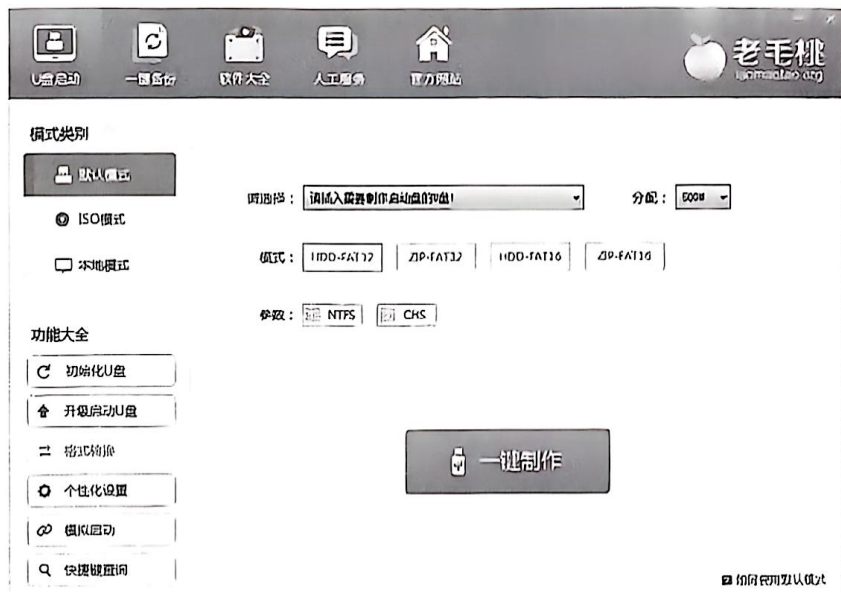 U盘启动 一键备份 软件大全 人工服务 官方网站 老毛桃
laomaotao.org
模式类别
默认模式
ISO模式
本地模式
请选择： 请插入需要制作启动盘的U盘！ 分配： 500M
模式： HDD-FAT32 ZIP-FAT32 HDD-FAT16 ZIP-FAT16
参数： NTFS CHS
功能大全
初始化U盘
升级启动U盘
格式转换
个性化设置
模拟启动
快捷键查询
一键制作
如何使用默认模式